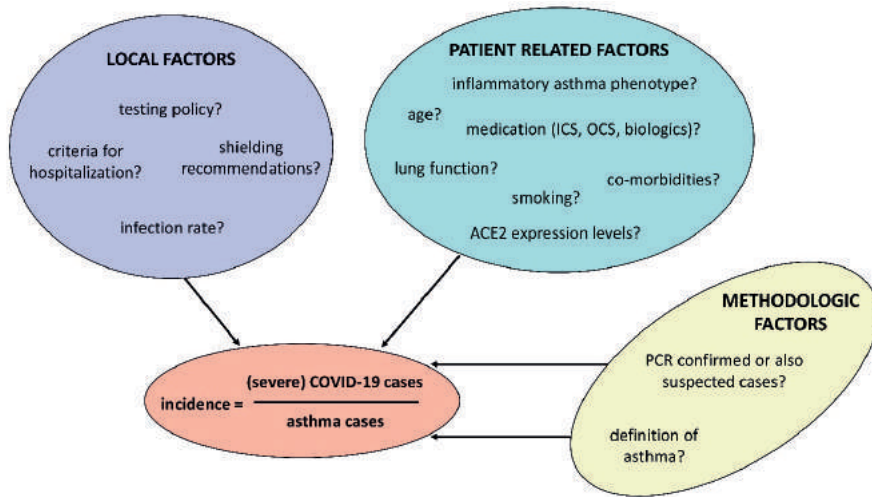 LOCAL FACTORS
testing policy?
criteria for
hospitalization?
shielding
recommendations?
infection rate?
PATIENT RELATED FACTORS
inflammatory asthma phenotype?
age?
medication (ICS, OCS, biologics)?
lung function?
co-morbidities?
smoking?
ACE2 expression levels?
METHODOLOGIC
FACTORS
PCR confirmed or also
suspected cases?
definition of
asthma?
(severe) COVID-19 cases
incidence =
asthma cases